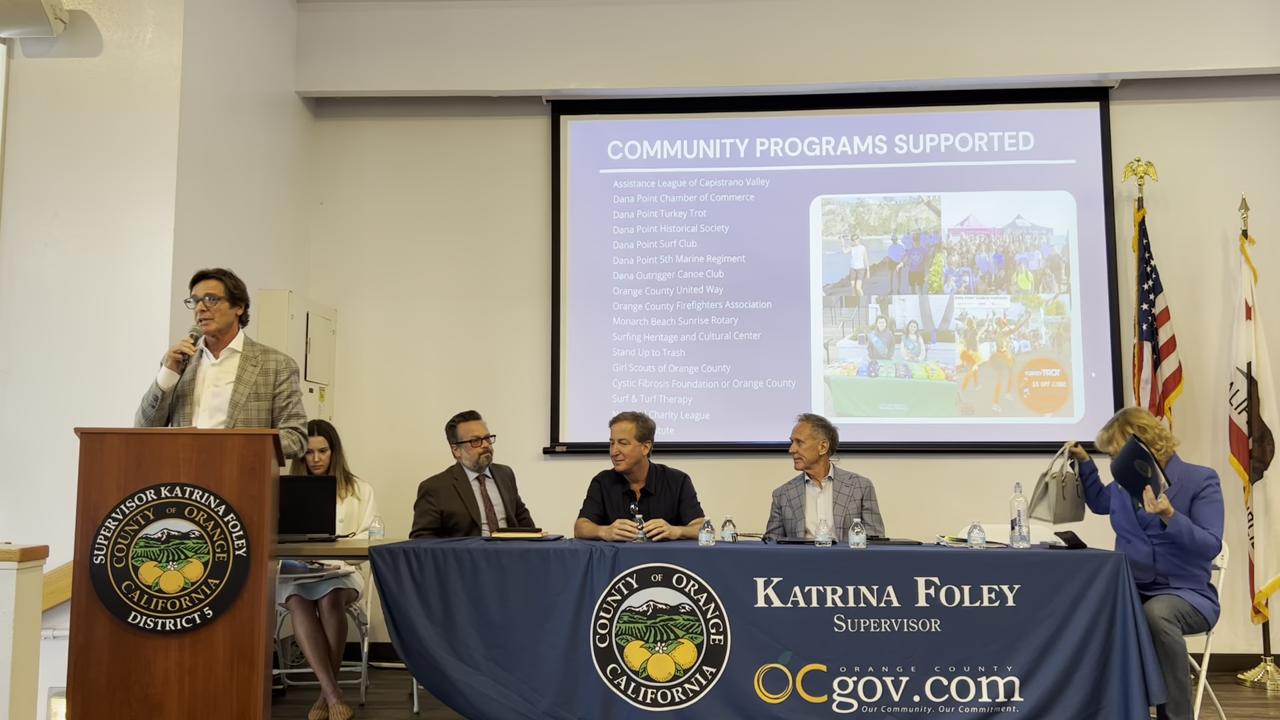 COMMUNITY PROGRAMS SUPPORTED
Assistance League of Capistrano Valley
Dana Point Chamber of Commerce
Dana Point Turkey Trot
Dana Point Historical Society
Dana Point Surf Club
Dana Point 5th Marine Regiment
Dana Outrigger Canoe Club
Orange County United Way
Orange County Firefighters Association
Monarch Beach Sunrise Rotary
Surfing Heritage and Cultural Center
Stand Up to Trash
Girl Scouts of Orange County
Cystic Fibrosis Foundation or Orange County
Surf & Turf Therapy
Charity League
TROT
SUPERVISOR KATRINA FOLEY
COUNTY OF ORANGE
CALIFORNIA
DISTRICT 5
COUNTY OF ORANGE
CALIFORNIA
KATRINA FOLEY
SUPERVISOR
ORANGE COUNTY
OCgov.com
Our Community. Our Commitment.